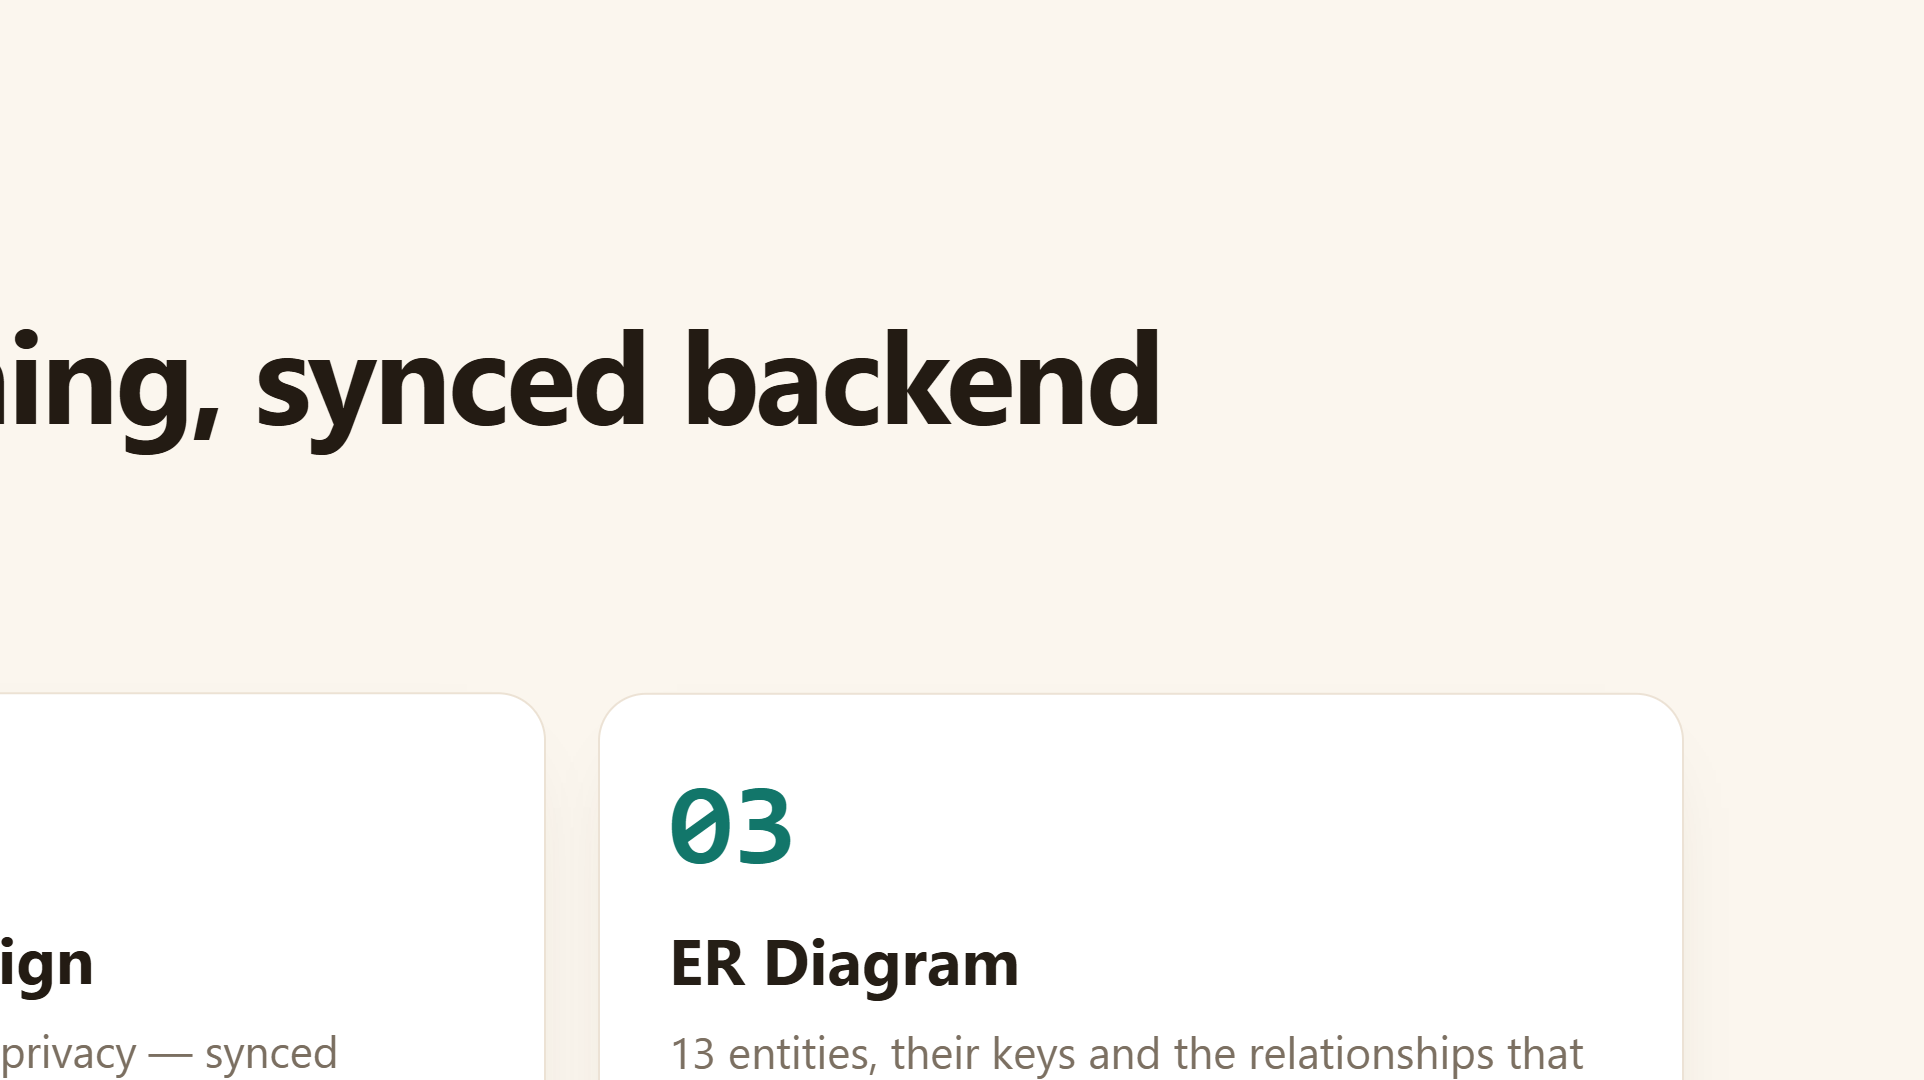 ing, synced backend
03
ign
ER Diagram
privacy — synced
13 entities, their keys and the relationships that